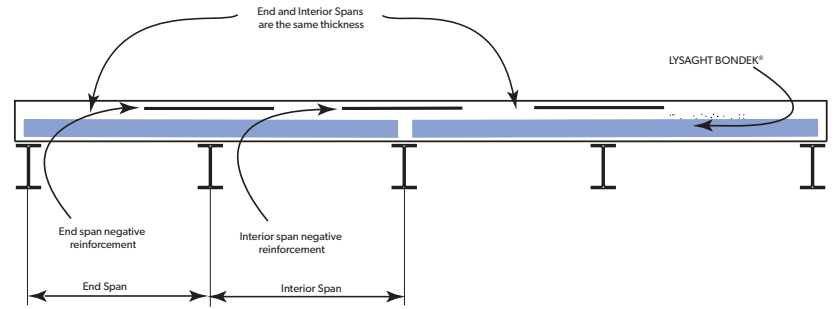 End and Interior Spans
are the same thickness
LYSAGHT BONDEK®
End span negative
reinforcement
Interior span negative
reinforcement
End Span
Interior Span